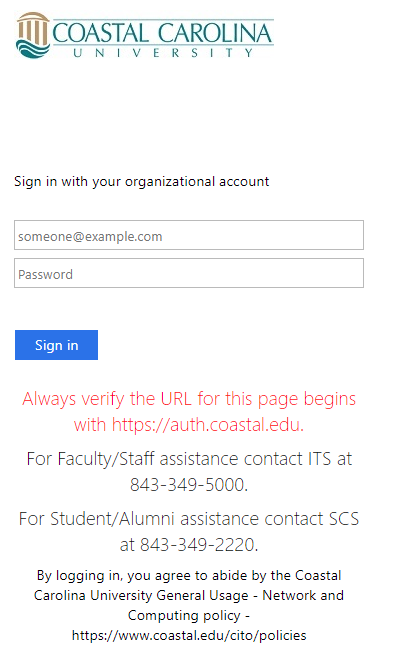 COASTAL CAROLINA
UNIVERSITY
Sign in with your organizational account
someone@example.com
Password
Sign in
Always verify the URL for this page begins
with https://auth.coastal.edu.
For Faculty/Staff assistance contact ITS at
843-349-5000.
For Student/Alumni assistance contact SCS
at 843-349-2220.
By logging in, you agree to abide by the Coastal
Carolina University General Usage - Network and
Computing policy -
https://www.coastal.edu/cito/policies